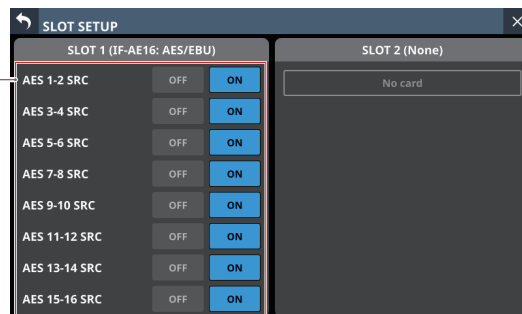 SLOT SETUP
SLOT 1 (IF-AE16: AES/EBU)
AES 1-2 SRC OFF ON
AES 3-4 SRC OFF ON
AES 5-6 SRC OFF ON
AES 7-8 SRC OFF ON
AES 9-10 SRC OFF ON
AES 11-12 SRC OFF ON
AES 13-14 SRC OFF ON
AES 15-16 SRC OFF ON
SLOT 2 (None)
No card